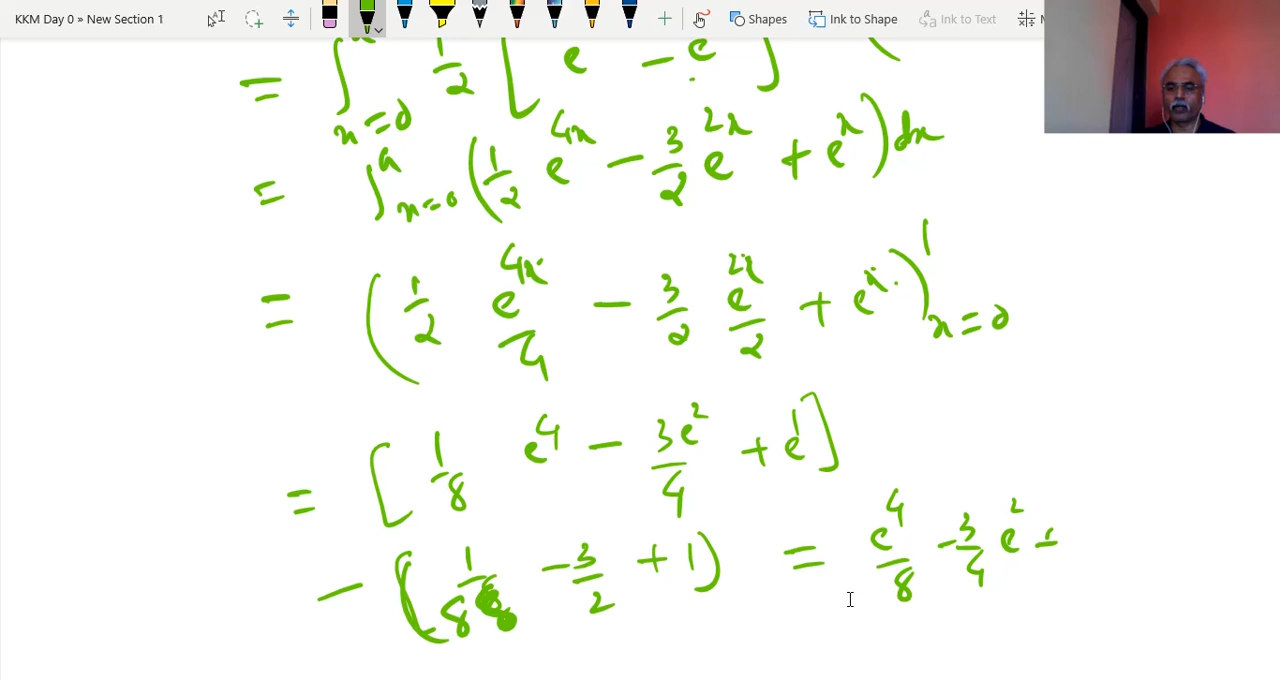 KKM Day 0 » New Section 1 Shapes Ink to Shape Ink to Text
= ∫_{x=0} 1/2 [ e - e ] (
= ∫_{x=0}^{a} (1/2 e^{4x} - 3/2 e^{2x} + e^{x}) dx
= (1/2 e^{4x}/4 - 3/2 e^{2x}/2 + e^{x})_{x=0}^{1}
= [1/8 e^4 - 3e^2/4 + e^1]
- (1/8 - 3/2 + 1) = e^4/8 - 3/4 e^2 +